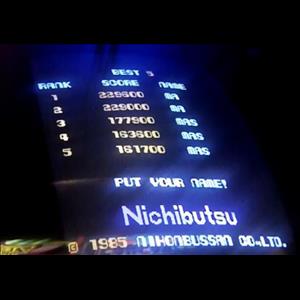 BEST 5
RANK SCORE NAME
1 229600 MA
2 229000 MA
3 177900 MAS
4 163600 MAS
5 161700 MAS
PUT YOUR NAME!
Nichibutsu
© 1985 NIHONBUSSAN CO.,LTD.